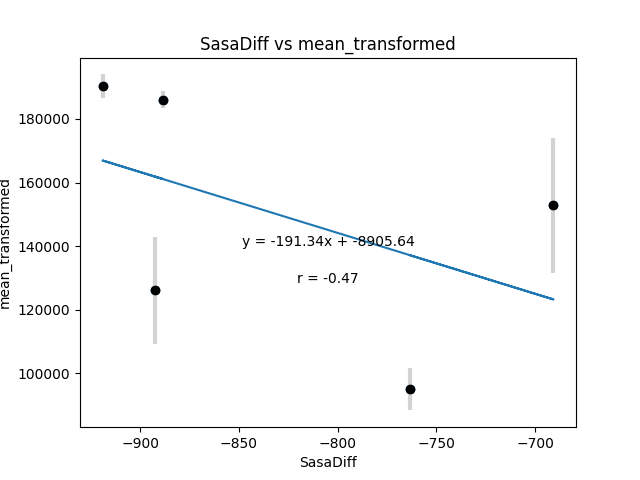 SasaDiff vs mean_transformed
mean_transformed
180000
160000
140000
120000
100000
y = -191.34x + -8905.64
r = -0.47
−900
−850
−800
−750
−700
SasaDiff